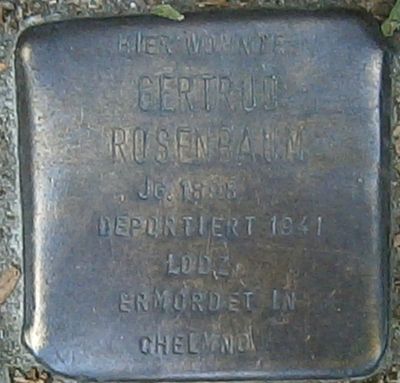 HIER WOHNTE
GERTRUD
ROSENBAUM
JG.
DEPORTIERT 1941
LODZ
ERMORDET IN
CHELMNO